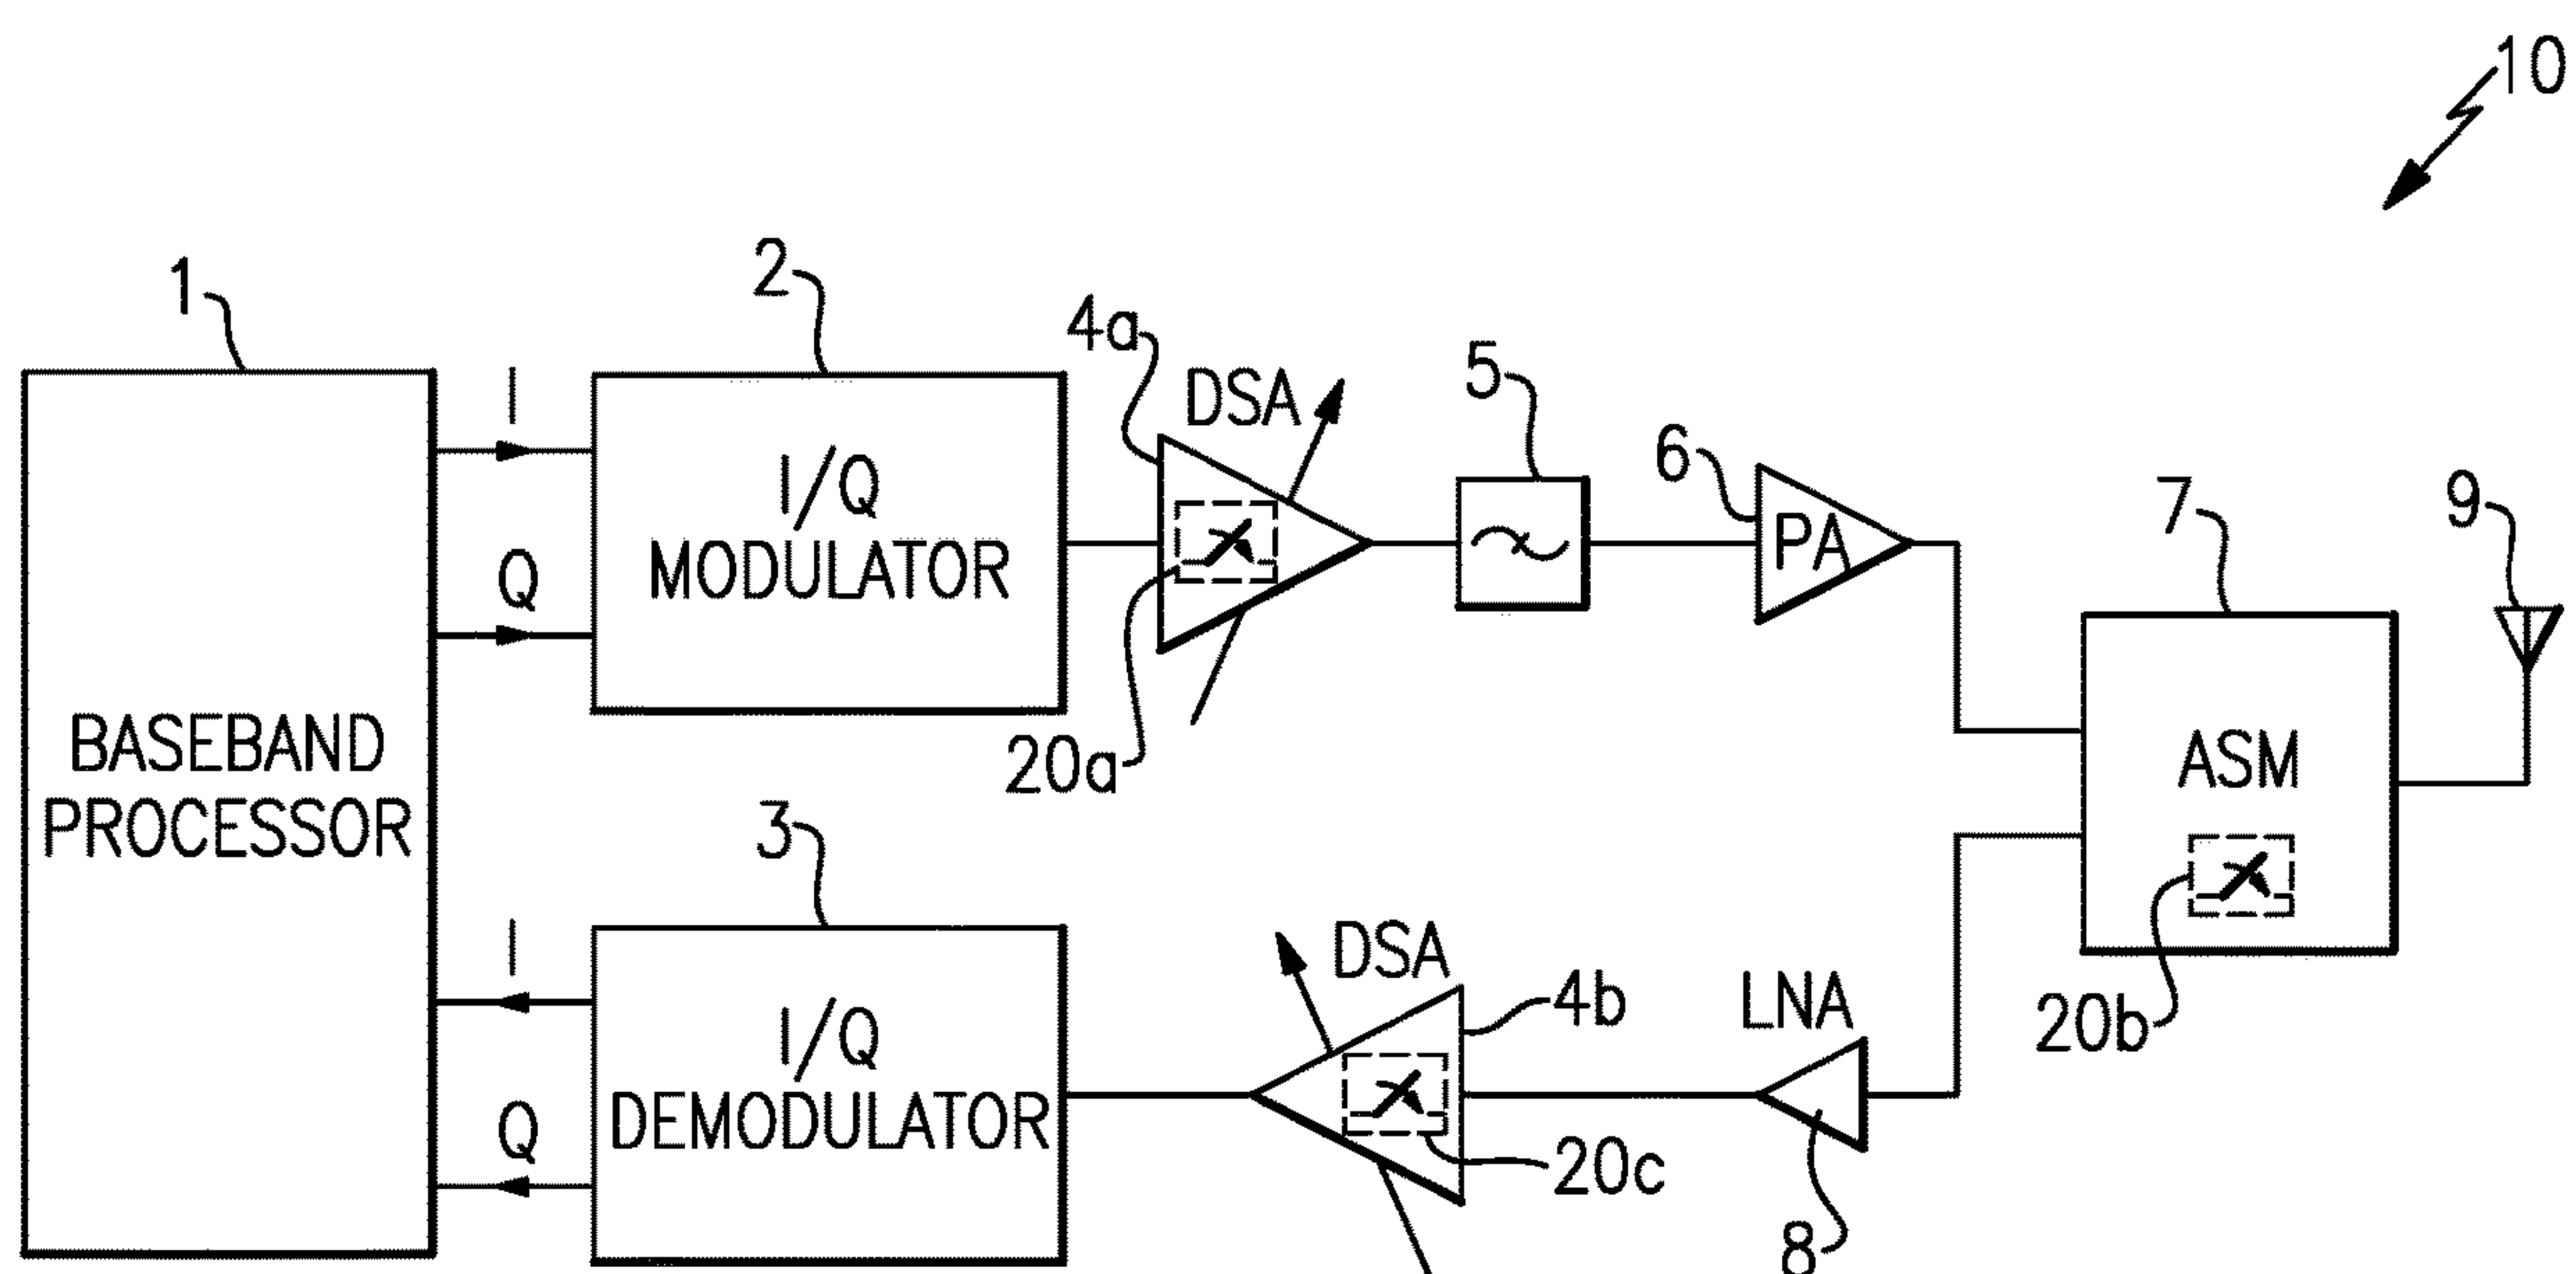 10
1
2
4a
DSA
5
6
7
9
I
I/Q
MODULATOR
PA
Q
20a
BASEBAND
PROCESSOR
ASM
3
20b
I
I/Q
DEMODULATOR
DSA
4b
LNA
Q
20c
8